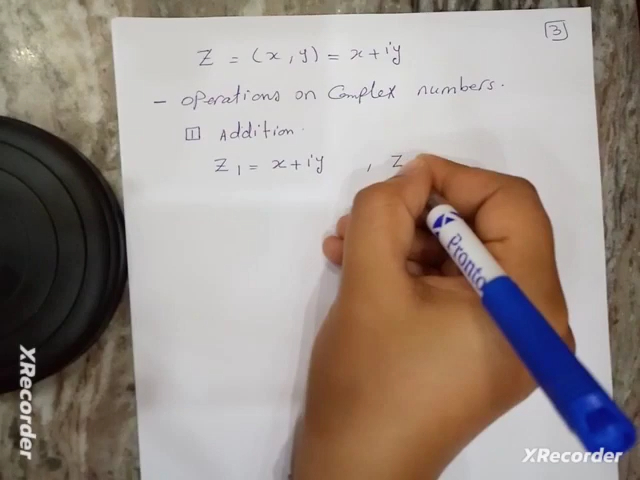 3
Z = (x, y) = x + iy
- operations on Complex numbers.
1 Addition.
Z1 = x + iy , Z
Pronto
XRecorder
XRecorder